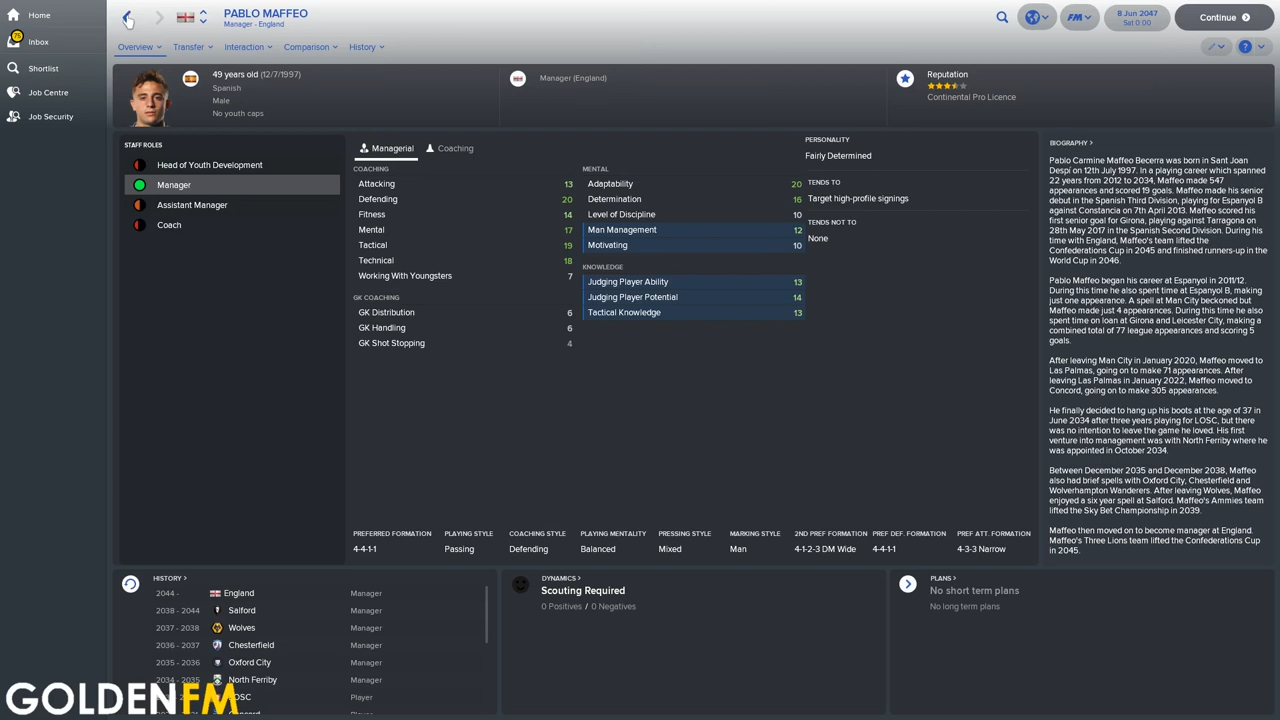 Home
75
Inbox
Shortlist
Job Centre
Job Security
PABLO MAFFEO
Manager - England
FM
8 Jun 2047
Sat 0:00
Continue
Overview
Transfer
Interaction
Comparison
History
?
49 years old (12/7/1997)
Spanish
Male
No youth caps
Manager (England)
Reputation
Continental Pro Licence
STAFF ROLES
Head of Youth Development
Manager
Assistant Manager
Coach
Managerial
Coaching
COACHING
Attacking 13
Defending 20
Fitness 14
Mental 17
Tactical 19
Technical 18
Working With Youngsters 7
GK COACHING
GK Distribution 6
GK Handling 6
GK Shot Stopping 4
MENTAL
Adaptability 20
Determination 16
Level of Discipline 10
Man Management 12
Motivating 10
KNOWLEDGE
Judging Player Ability 13
Judging Player Potential 14
Tactical Knowledge 13
PERSONALITY
Fairly Determined
TENDS TO
Target high-profile signings
TENDS NOT TO
None
PREFERRED FORMATION
4-4-1-1
PLAYING STYLE
Passing
COACHING STYLE
Defending
PLAYING MENTALITY
Balanced
PRESSING STYLE
Mixed
MARKING STYLE
Man
2ND PREF FORMATION
4-1-2-3 DM Wide
PREF DEF. FORMATION
4-4-1-1
PREF ATT. FORMATION
4-3-3 Narrow
BIOGRAPHY >
Pablo Carmine Maffeo Becerra was born in Sant Joan
Despí on 12th July 1997. In a playing career which spanned
22 years from 2012 to 2034, Maffeo made 547
appearances and scored 19 goals. Maffeo made his senior
debut in the Spanish Third Division, playing for Espanyol B
against Constancia on 7th April 2013. Maffeo scored his
first senior goal for Girona, playing against Tarragona on
28th May 2017 in the Spanish Second Division. During his
time with England, Maffeo's team lifted the
Confederations Cup in 2045 and finished runners-up in the
World Cup in 2046.
Pablo Maffeo began his career at Espanyol in 2011/12.
During this time he also spent time at Espanyol B, making
just one appearance. A spell at Man City beckoned but
Maffeo made just 4 appearances. During this time he also
spent time on loan at Girona and Leicester City, making a
combined total of 77 league appearances and scoring 5
goals.
After leaving Man City in January 2020, Maffeo moved to
Las Palmas, going on to make 71 appearances. After
leaving Las Palmas in January 2022, Maffeo moved to
Concord, going on to make 305 appearances.
He finally decided to hang up his boots at the age of 37 in
June 2034 after three years playing for LOSC, but there
was no intention to leave the game he loved. His first
venture into management was with North Ferriby where he
was appointed in October 2034.
Between December 2035 and December 2038, Maffeo
also had brief spells with Oxford City, Chesterfield and
Wolverhampton Wanderers. After leaving Wolves, Maffeo
enjoyed a six year spell at Salford. Maffeo's Ammies team
lifted the Sky Bet Championship in 2039.
Maffeo then moved on to become manager at England.
Maffeo's Three Lions team lifted the Confederations Cup
in 2045.
HISTORY >
2044 - England Manager
2038 - 2044 Salford Manager
2037 - 2038 Wolves Manager
2036 - 2037 Chesterfield Manager
2035 - 2036 Oxford City Manager
2034 - 2035 North Ferriby Manager
OSC Player
DYNAMICS >
Scouting Required
0 Positives / 0 Negatives
PLANS >
No short term plans
No long term plans
GOLDENFM